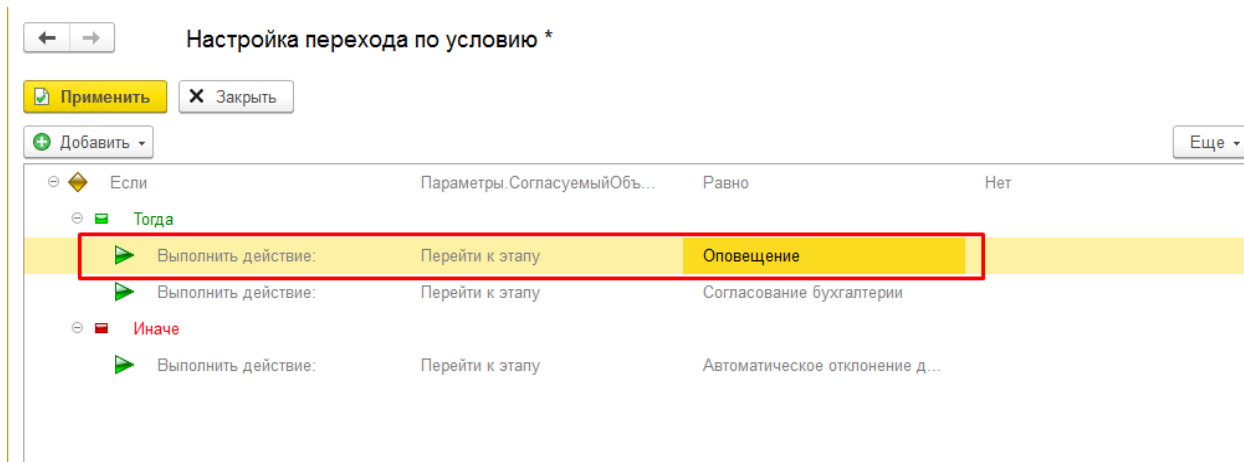 Настройка перехода по условию *
Применить Закрыть
Добавить Еще
Если Параметры.СогласуемыйОбъ... Равно Нет
Тогда
Выполнить действие: Перейти к этапу Оповещение
Выполнить действие: Перейти к этапу Согласование бухгалтерии
Иначе
Выполнить действие: Перейти к этапу Автоматическое отклонение д...